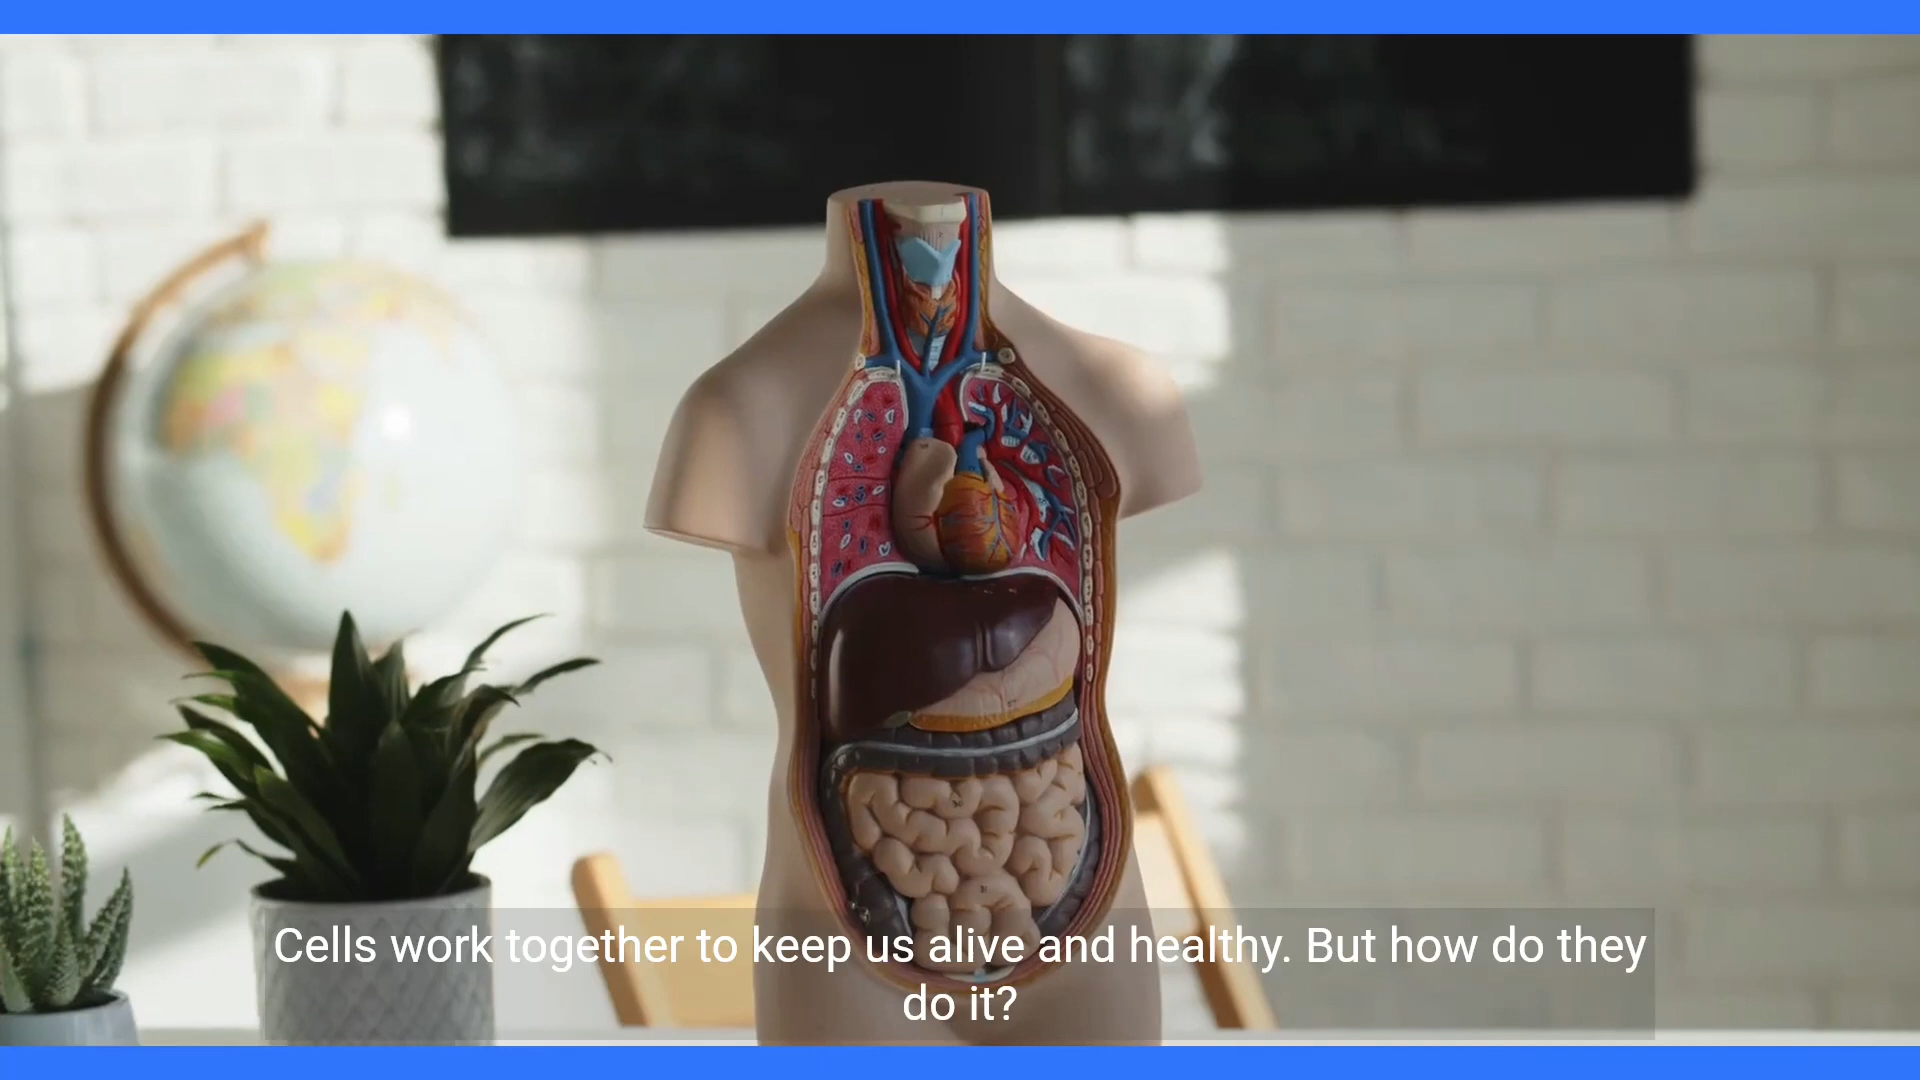 Cells work together to keep us alive and healthy. But how do they
do it?